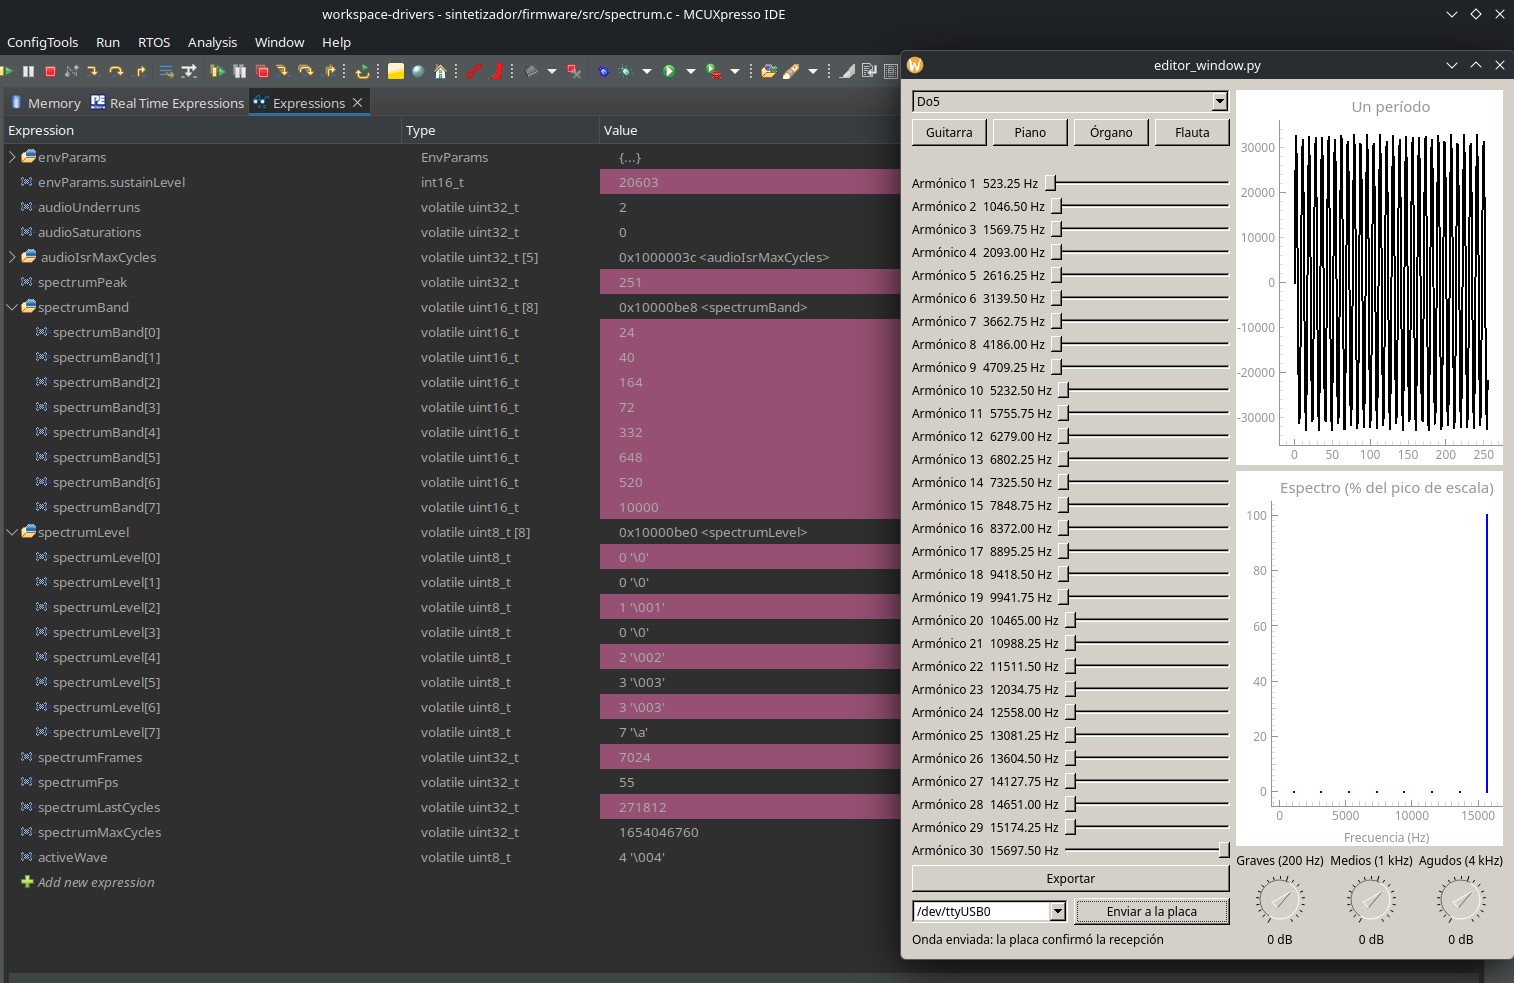 workspace-drivers - sintetizador/firmware/src/spectrum.c - MCUXpresso IDE
ConfigTools Run RTOS Analysis Window Help
Memory Real Time Expressions Expressions
Expression Type Value
envParams EnvParams {...}
envParams.sustainLevel int16_t 20603
audioUnderruns volatile uint32_t 2
audioSaturations volatile uint32_t 0
audioIsrMaxCycles volatile uint32_t [5] 0x1000003c <audioIsrMaxCycles>
spectrumPeak volatile uint32_t 251
spectrumBand volatile uint16_t [8] 0x10000be8 <spectrumBand>
spectrumBand[0] volatile uint16_t 24
spectrumBand[1] volatile uint16_t 40
spectrumBand[2] volatile uint16_t 164
spectrumBand[3] volatile uint16_t 72
spectrumBand[4] volatile uint16_t 332
spectrumBand[5] volatile uint16_t 648
spectrumBand[6] volatile uint16_t 520
spectrumBand[7] volatile uint16_t 10000
spectrumLevel volatile uint8_t [8] 0x10000be0 <spectrumLevel>
spectrumLevel[0] volatile uint8_t 0 '\0'
spectrumLevel[1] volatile uint8_t 0 '\0'
spectrumLevel[2] volatile uint8_t 1 '\001'
spectrumLevel[3] volatile uint8_t 0 '\0'
spectrumLevel[4] volatile uint8_t 2 '\002'
spectrumLevel[5] volatile uint8_t 3 '\003'
spectrumLevel[6] volatile uint8_t 3 '\003'
spectrumLevel[7] volatile uint8_t 7 '\a'
spectrumFrames volatile uint32_t 7024
spectrumFps volatile uint32_t 55
spectrumLastCycles volatile uint32_t 271812
spectrumMaxCycles volatile uint32_t 1654046760
activeWave volatile uint8_t 4 '\004'
Add new expression
editor_window.py
Do5
Guitarra Piano Órgano Flauta
Armónico 1 523.25 Hz
Armónico 2 1046.50 Hz
Armónico 3 1569.75 Hz
Armónico 4 2093.00 Hz
Armónico 5 2616.25 Hz
Armónico 6 3139.50 Hz
Armónico 7 3662.75 Hz
Armónico 8 4186.00 Hz
Armónico 9 4709.25 Hz
Armónico 10 5232.50 Hz
Armónico 11 5755.75 Hz
Armónico 12 6279.00 Hz
Armónico 13 6802.25 Hz
Armónico 14 7325.50 Hz
Armónico 15 7848.75 Hz
Armónico 16 8372.00 Hz
Armónico 17 8895.25 Hz
Armónico 18 9418.50 Hz
Armónico 19 9941.75 Hz
Armónico 20 10465.00 Hz
Armónico 21 10988.25 Hz
Armónico 22 11511.50 Hz
Armónico 23 12034.75 Hz
Armónico 24 12558.00 Hz
Armónico 25 13081.25 Hz
Armónico 26 13604.50 Hz
Armónico 27 14127.75 Hz
Armónico 28 14651.00 Hz
Armónico 29 15174.25 Hz
Armónico 30 15697.50 Hz
Exportar
/dev/ttyUSB0 Enviar a la placa
Onda enviada: la placa confirmó la recepción
Un período
30000
20000
10000
0
-10000
-20000
-30000
0 50 100 150 200 250
Espectro (% del pico de escala)
100
80
60
40
20
0
0 5000 10000 15000
Frecuencia (Hz)
Graves (200 Hz) Medios (1 kHz) Agudos (4 kHz)
0 dB 0 dB 0 dB